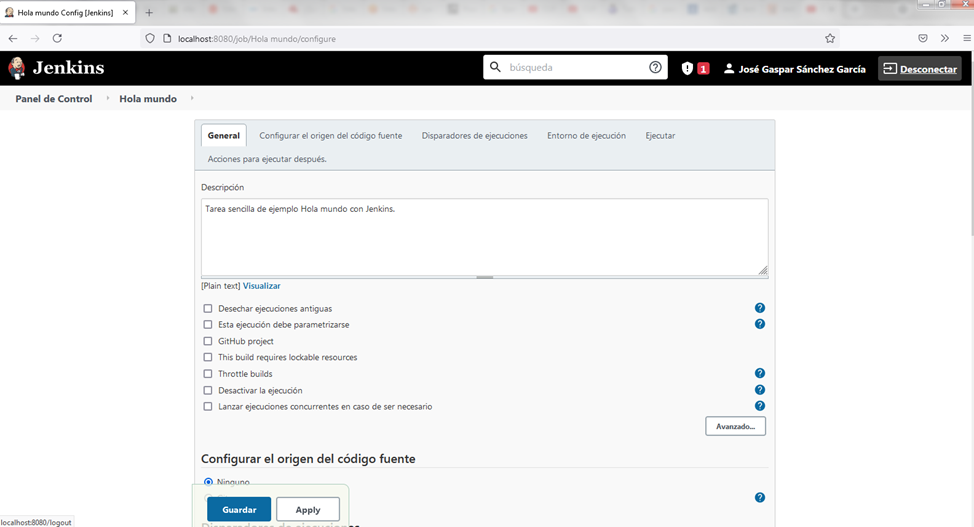 Hola mundo Config [Jenkins]
localhost:8080/job/Hola mundo/configure
Jenkins
búsqueda
1
José Gaspar Sánchez García
Desconectar
Panel de Control
Hola mundo
General
Configurar el origen del código fuente
Disparadores de ejecuciones
Entorno de ejecución
Ejecutar
Acciones para ejecutar después.
Descripción
Tarea sencilla de ejemplo Hola mundo con Jenkins.
[Plain text] Visualizar
Desechar ejecuciones antiguas
Esta ejecución debe parametrizarse
GitHub project
This build requires lockable resources
Throttle builds
Desactivar la ejecución
Lanzar ejecuciones concurrentes en caso de ser necesario
Avanzado...
Configurar el origen del código fuente
Ninguno
Guardar
Apply
localhost:8080/logout